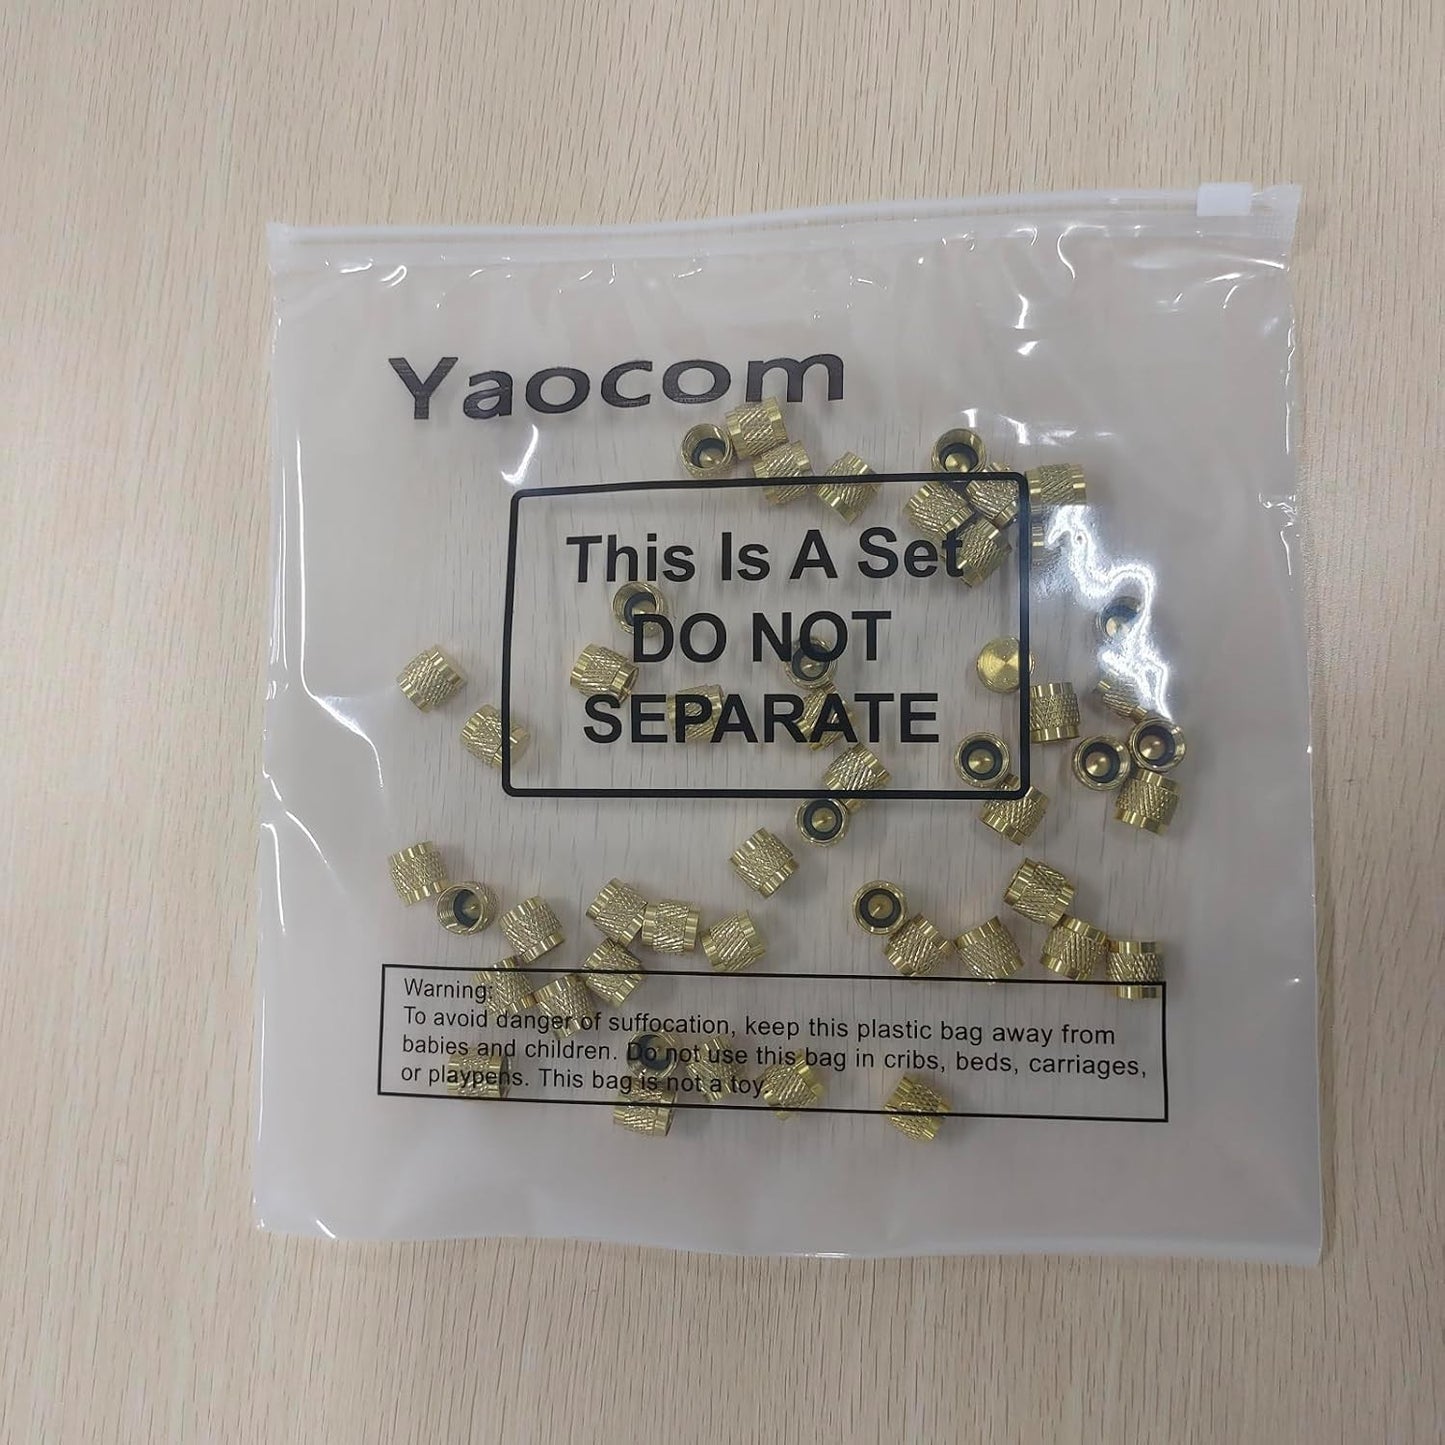 Yaocom
This Is A Set
DO NOT
SEPARATE
Warning:
To avoid danger of suffocation, keep this plastic bag away from
babies and children. Do not use this bag in cribs, beds, carriages,
or playpens. This bag is not a toy.